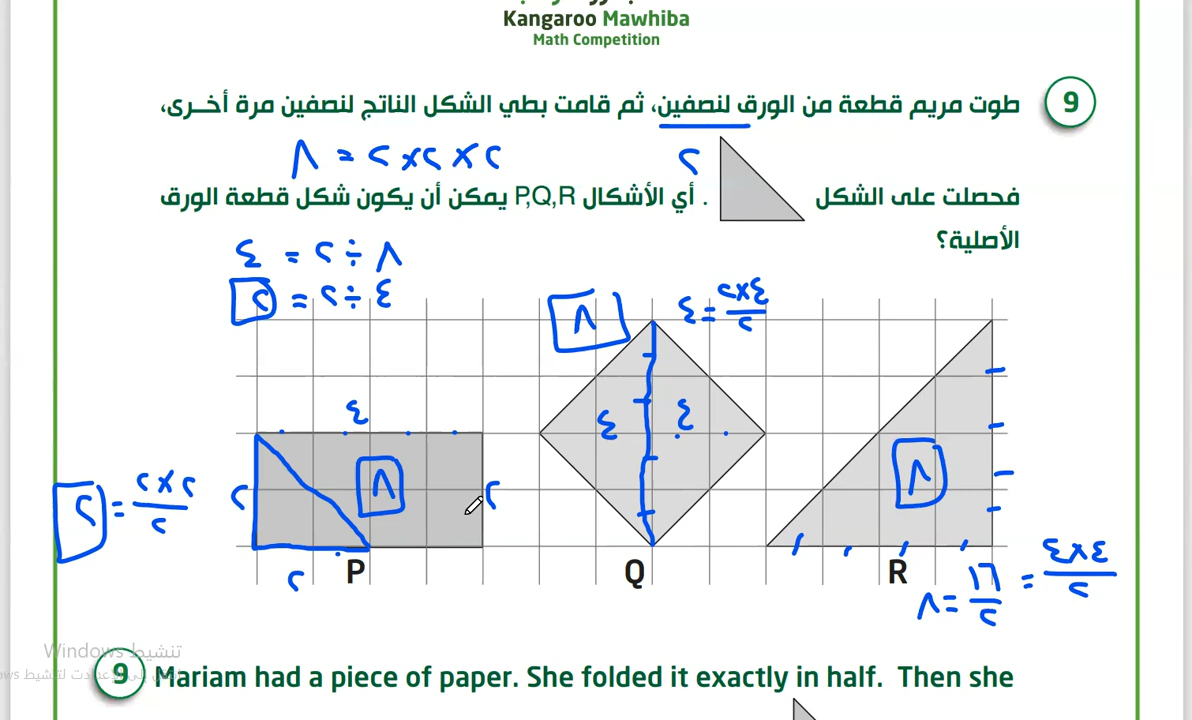 Kangaroo Mawhiba
Math Competition
9 طوت مريم قطعة من الورق لنصفين، ثم قامت بطي الشكل الناتج لنصفين مرة أخرى،
٢
٢×٢×٢ = ٨
فحصلت على الشكل . أي الأشكال P,Q,R يمكن أن يكون شكل قطعة الورق
الأصلية؟
٨ ÷ ٢ = ٤
٤ ÷ ٢ = ٢
٨
٤×٢
٢
= ٤
٤
٤
٤
٢
٨
٢
٢
٢×٢
٢
= ٢
٨
٤×٤
٢
= ١٦
٢
= ٨
P
Q
R
تنشيط Windows
9 Mariam had a piece of paper. She folded it exactly in half. Then she